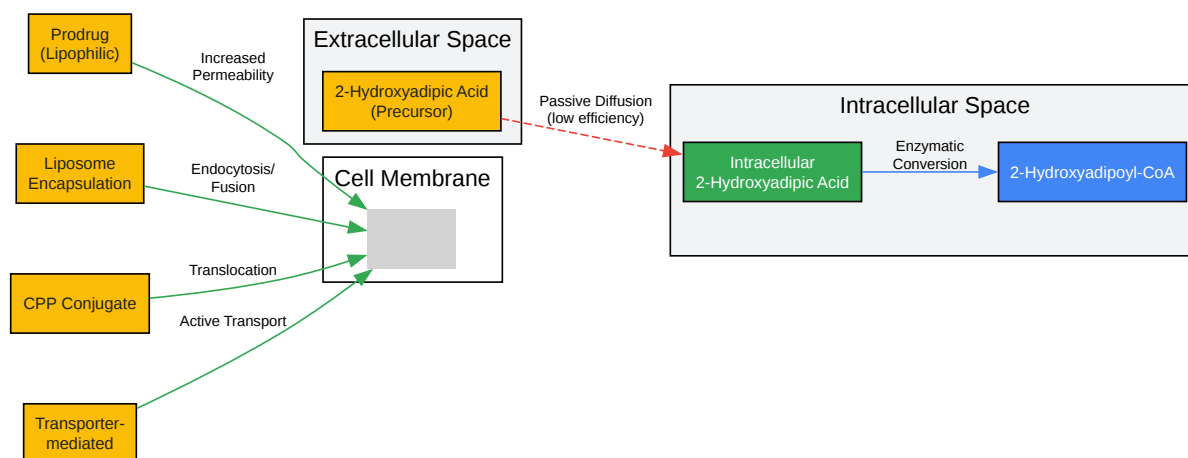 Prodrug
(Lipophilic)
Increased
Permeability
Extracellular Space
2-Hydroxyadipic Acid
(Precursor)
Passive Diffusion
(low efficiency)
Intracellular Space
Intracellular
2-Hydroxyadipic Acid
Enzymatic
Conversion
2-Hydroxyadipoyl-CoA
Liposome
Encapsulation
Endocytosis/
Fusion
Cell Membrane
CPP Conjugate
Translocation
Active Transport
Transporter-
mediated